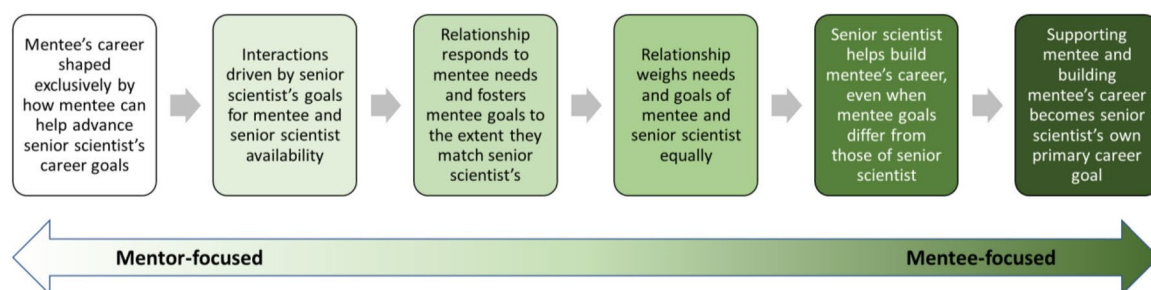 Mentee’s career
shaped
exclusively by
how mentee can
help advance
senior scientist’s
career goals
Interactions
driven by senior
scientist’s goals
for mentee and
senior scientist
availability
Relationship
responds to
mentee needs
and fosters
mentee goals to
the extent they
match senior
scientist’s
Relationship
weighs needs
and goals of
mentee and
senior scientist
equally
Senior scientist
helps build
mentee’s career,
even when
mentee goals
differ from
those of senior
scientist
Supporting
mentee and
building
mentee’s career
becomes senior
scientist’s own
primary career
goal
Mentor-focused
Mentee-focused